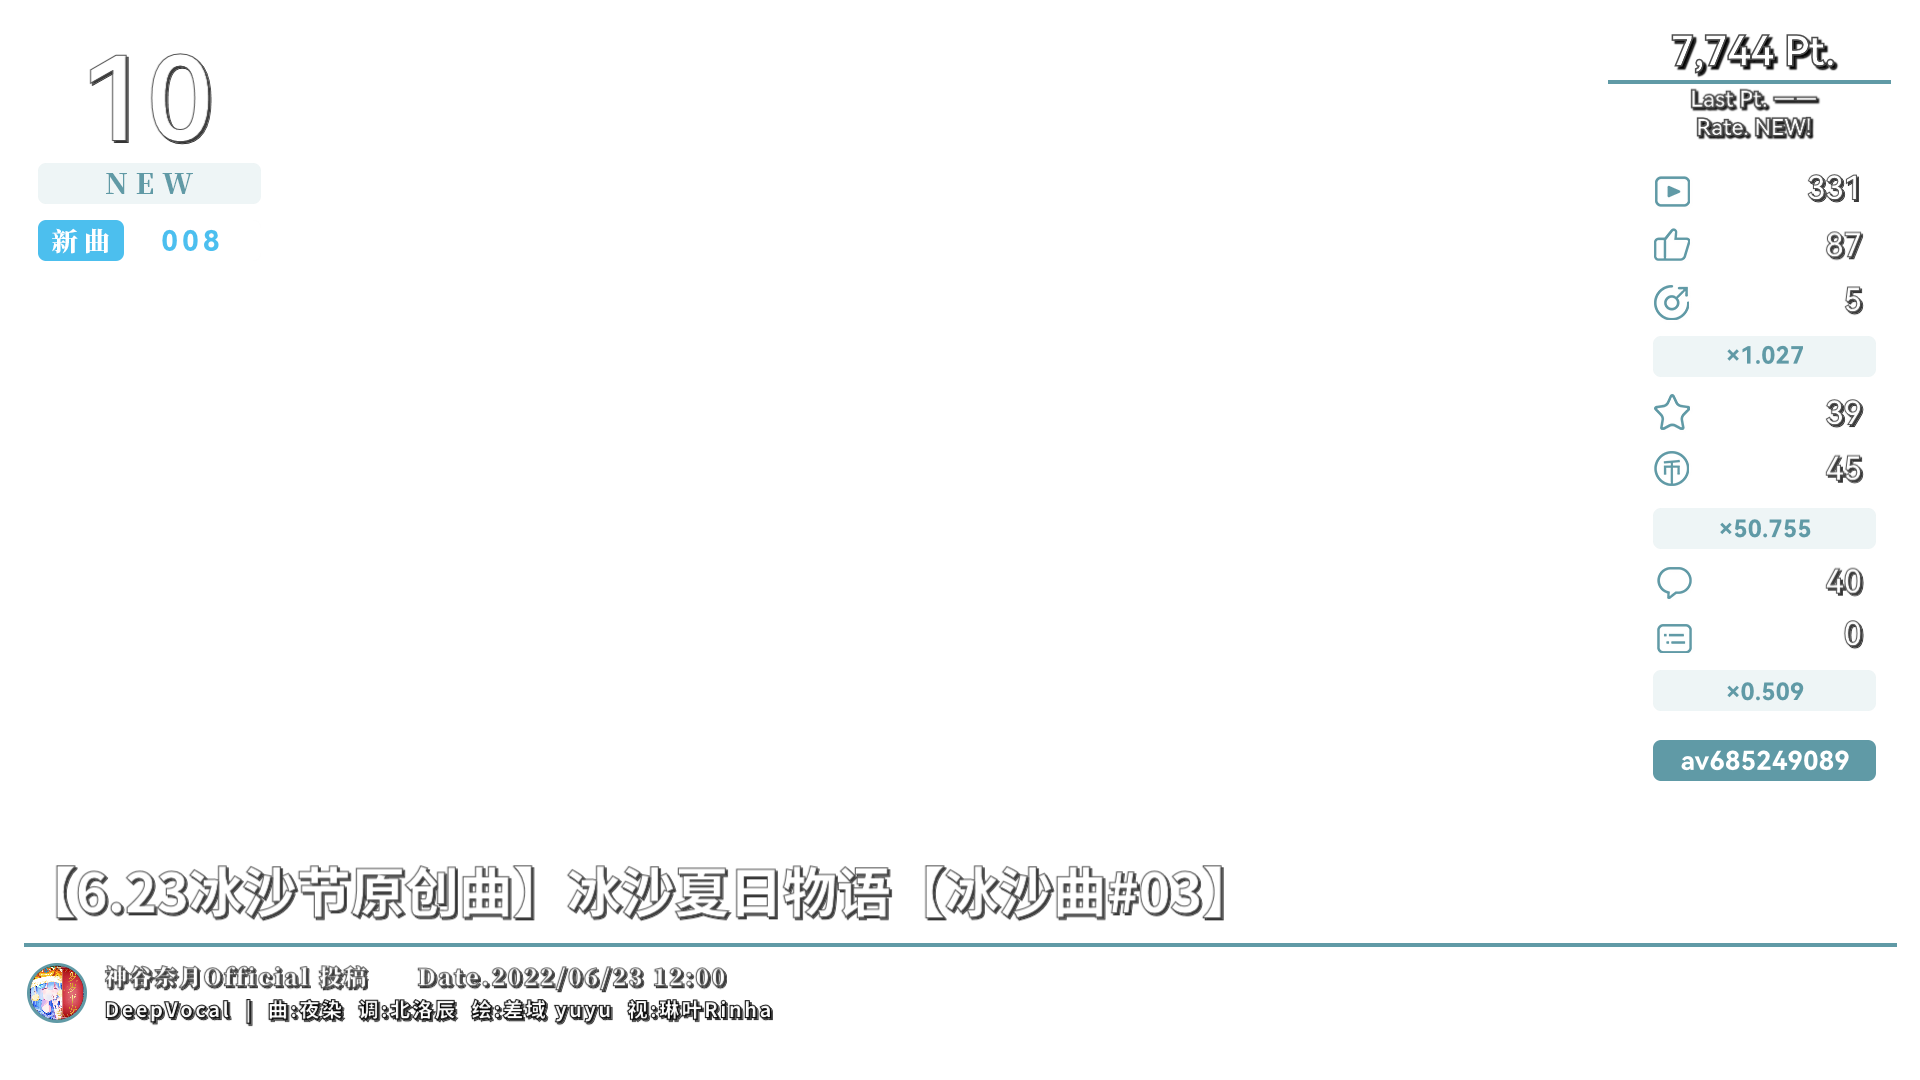 10
NEW
新曲 008
7,744 Pt.
Last Pt. ——
Rate. NEW!
331
87
5
×1.027
39
45
×50.755
40
0
×0.509
av685249089
【6.23冰沙节原创曲】冰沙夏日物语【冰沙曲#03】
神谷奈月Official 投稿 Date.2022/06/23 12:00
DeepVocal | 曲:夜染 调:北洛辰 绘:差域 yuyu 视:琳叶Rinha